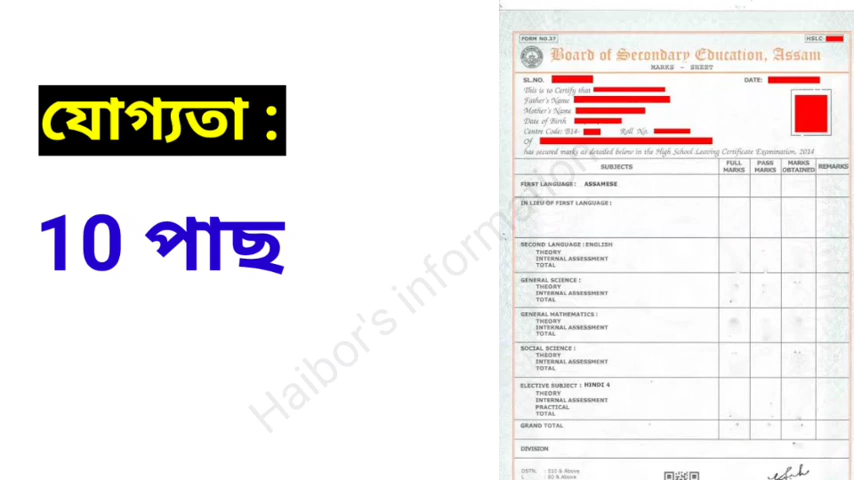 যোগ্যতা :
10 পাছ
Haibor's information
FORM NO.37
HSLC-
Board of Secondary Education, Assam
MARKS - SHEET
SL.NO.
DATE:
This is to Certify that
Father's Name
Mother's Name
Date of Birth
Centre Code: B14- Roll No.
Of
has secured marks as detailed below in the High School Leaving Certificate Examination, 2014
SUBJECTS FULL MARKS PASS MARKS MARKS OBTAINED REMARKS
FIRST LANGUAGE : ASSAMESE
IN LIEU OF FIRST LANGUAGE :
SECOND LANGUAGE : ENGLISH
THEORY
INTERNAL ASSESSMENT
TOTAL
GENERAL SCIENCE :
THEORY
INTERNAL ASSESSMENT
TOTAL
GENERAL MATHEMATICS :
THEORY
INTERNAL ASSESSMENT
TOTAL
SOCIAL SCIENCE :
THEORY
INTERNAL ASSESSMENT
TOTAL
ELECTIVE SUBJECT : HINDI 4
THEORY
INTERNAL ASSESSMENT
PRACTICAL
TOTAL
GRAND TOTAL
DIVISION